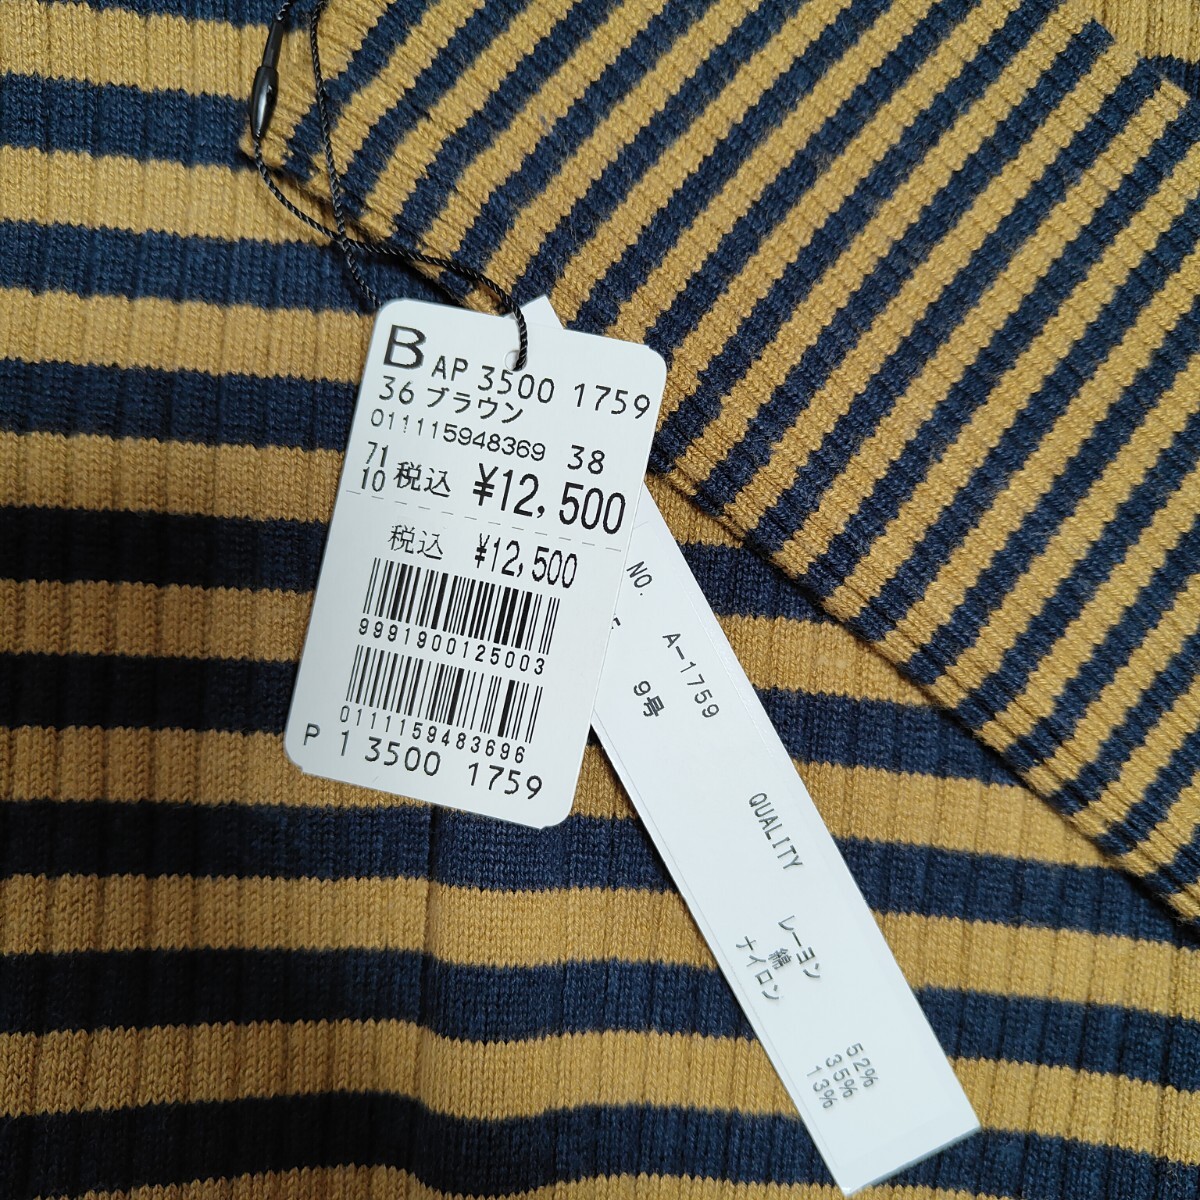 B AP 3500 1759
36 ブラウン
011115948369 38
71
10 税込 ¥12,500
税込 ¥12,500
9991900125003
0111159483696
P 1 3500 1759
NO. A-1759
9号
QUALITY
レーヨン 52%
綿 35%
ナイロン 13%